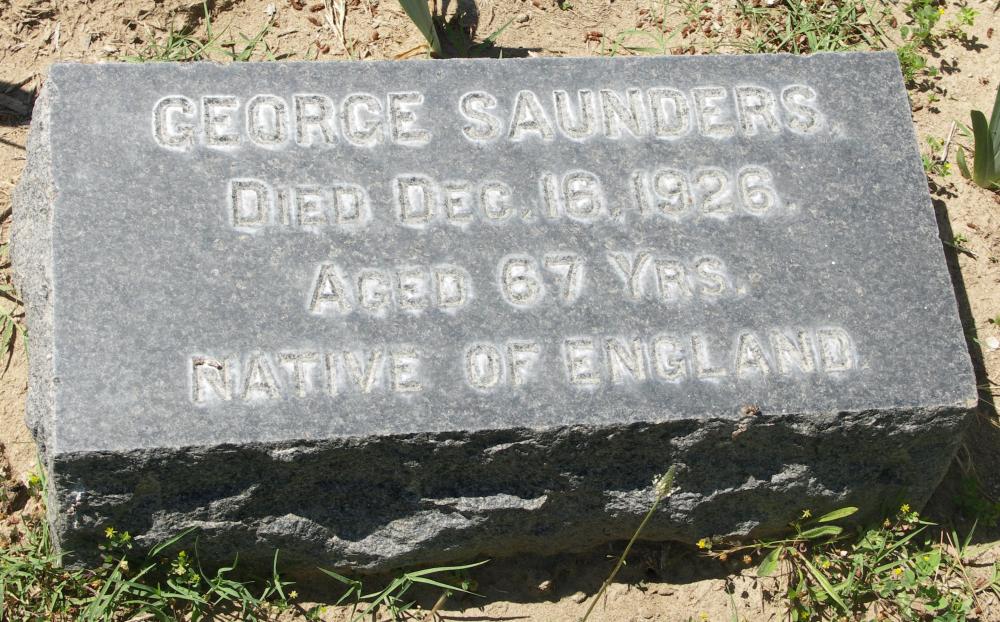 GEORGE SAUNDERS.
DIED DEC. 16, 1926.
AGED 67 YRS.
NATIVE OF ENGLAND.